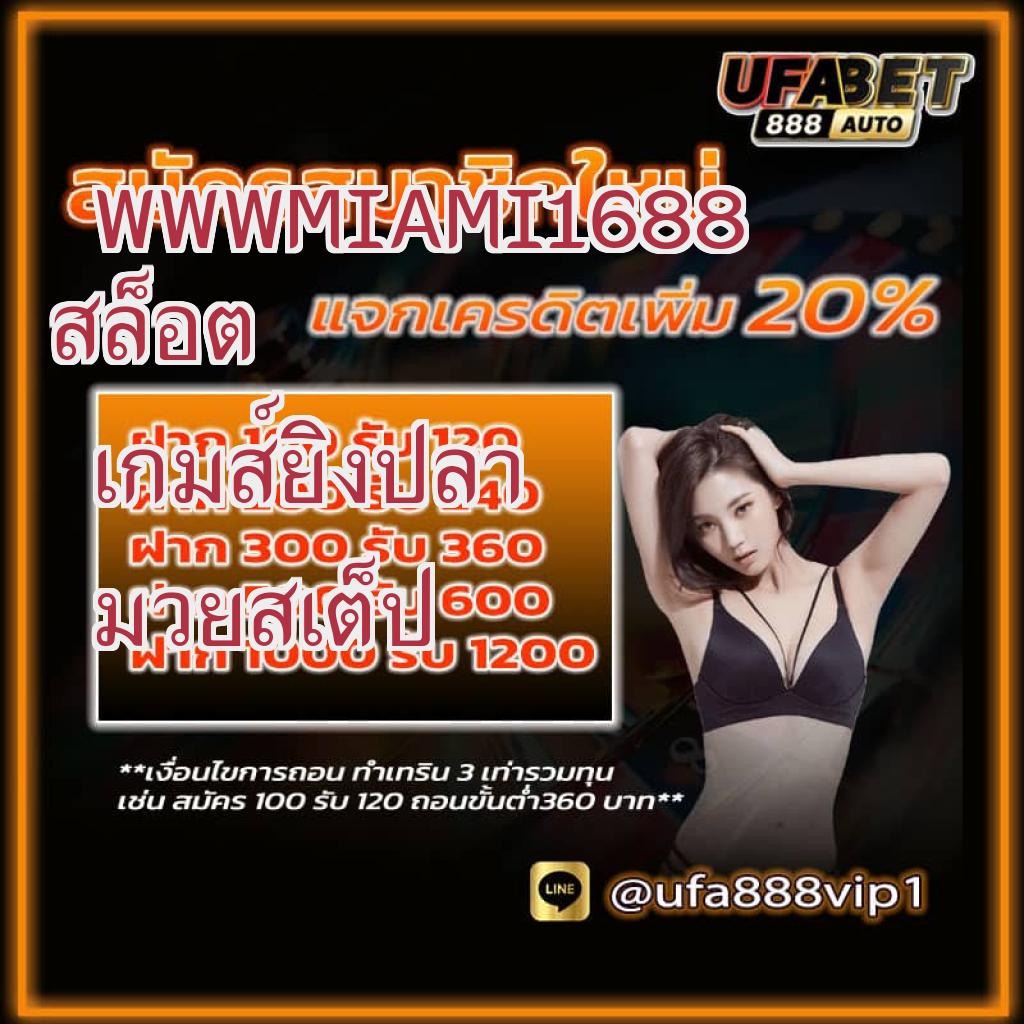 UFABET
888 AUTO
WWWMIAMI1688
สล็อต
แจกเครดิตเพิ่ม 20%
เกมส์ยิงปลา
ฝาก 300 รับ 360
มวยสเต็ป
600
ฝาก 1000 รับ 1200
**เงื่อนไขการถอน ทำเทริน 3 เท่ารวมทุน
เช่น สมัคร 100 รับ 120 ถอนขั้นต่ำ360 บาท**
LINE @ufa888vip1